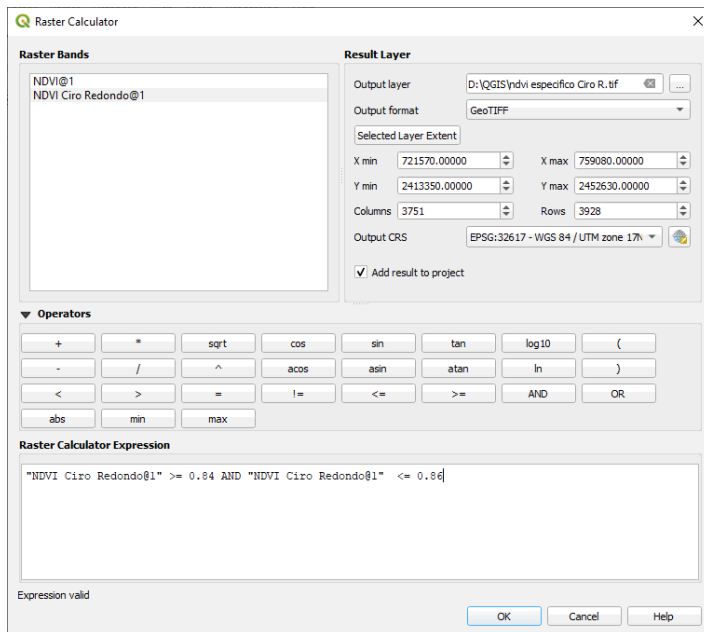 Raster Calculator
Raster Bands
NDVI@1
NDVI Ciro Redondo@1
Result Layer
Output layer D:\QGIS\ndvi especifico Ciro R.tif ...
Output format GeoTIFF
Selected Layer Extent
X min 721570.00000 X max 759080.00000
Y min 2413350.00000 Y max 2452630.00000
Columns 3751 Rows 3928
Output CRS EPSG:32617 - WGS 84 / UTM zone 17N
Add result to project
Operators
+ * sqrt cos sin tan log10 (
- / ^ acos asin atan ln )
< > = != <= >= AND OR
abs min max
Raster Calculator Expression
"NDVI Ciro Redondo@1" >= 0.84 AND "NDVI Ciro Redondo@1"  <= 0.86
Expression valid
OK Cancel Help